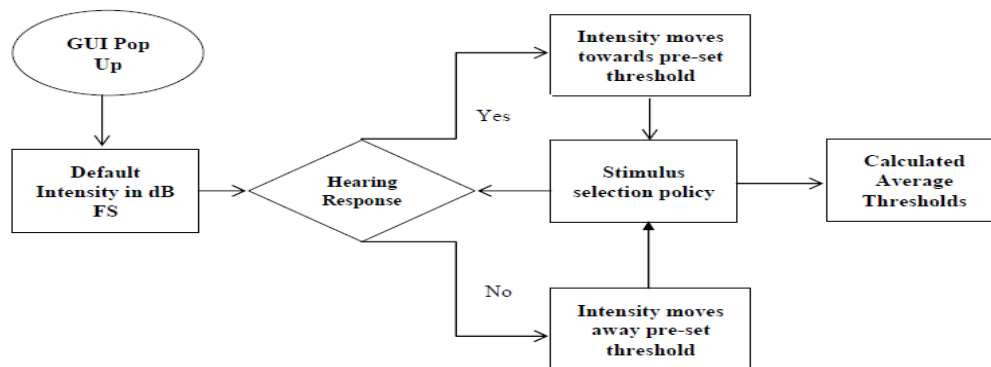 GUI Pop
Up
Default
Intensity in dB
FS
Hearing
Response
Yes
No
Intensity moves
towards pre-set
threshold
Stimulus
selection policy
Intensity moves
away pre-set
threshold
Calculated
Average
Thresholds